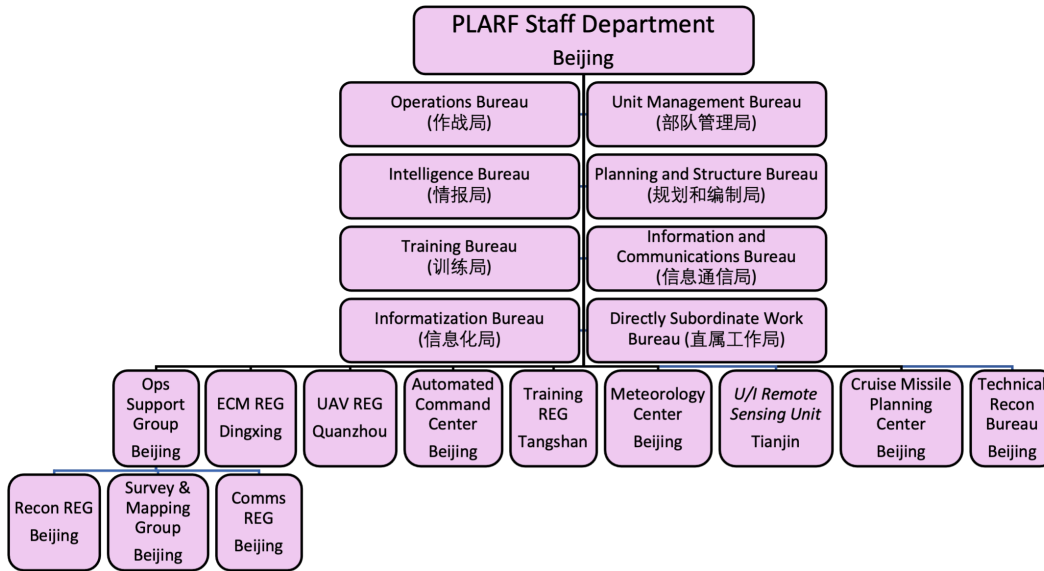 PLARF Staff Department
Beijing
Operations Bureau
(作战局)
Unit Management Bureau
(部队管理局)
Intelligence Bureau
(情报局)
Planning and Structure Bureau
(规划和编制局)
Training Bureau
(训练局)
Information and
Communications Bureau
(信息通信局)
Informatization Bureau
(信息化局)
Directly Subordinate Work
Bureau (直属工作局)
Ops
Support
Group
Beijing
ECM REG
Dingxing
UAV REG
Quanzhou
Automated
Command
Center
Beijing
Training
REG
Tangshan
Meteorology
Center
Beijing
U/I Remote
Sensing Unit
Tianjin
Cruise Missile
Planning
Center
Beijing
Technical
Recon
Bureau
Beijing
Recon REG
Beijing
Survey &
Mapping
Group
Beijing
Comms
REG
Beijing